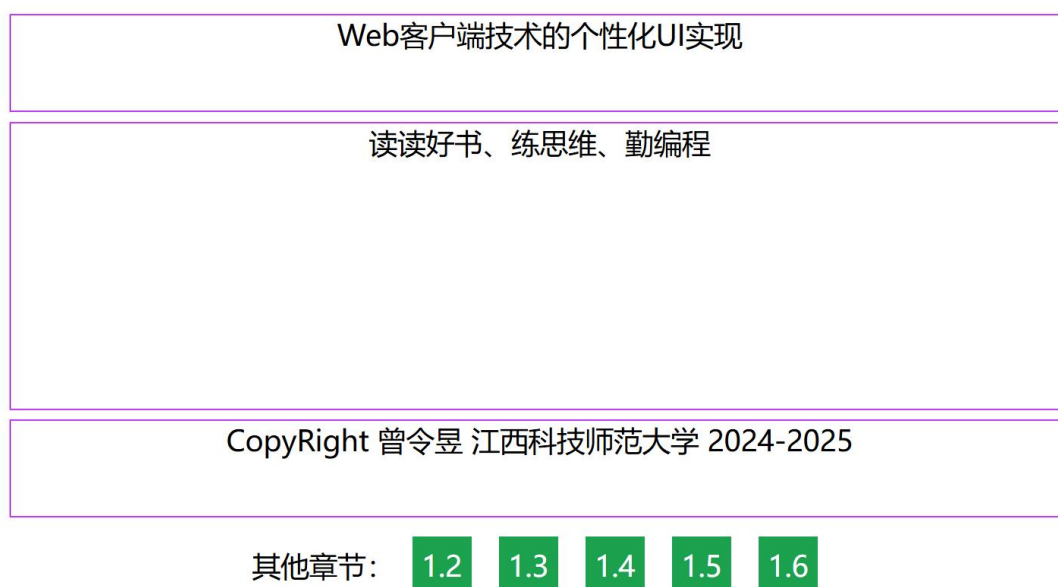 Web客户端技术的个性化UI实现
读读好书、练思维、勤编程
CopyRight 曾令昱 江西科技师范大学 2024-2025
其他章节： 1.2 1.3 1.4 1.5 1.6